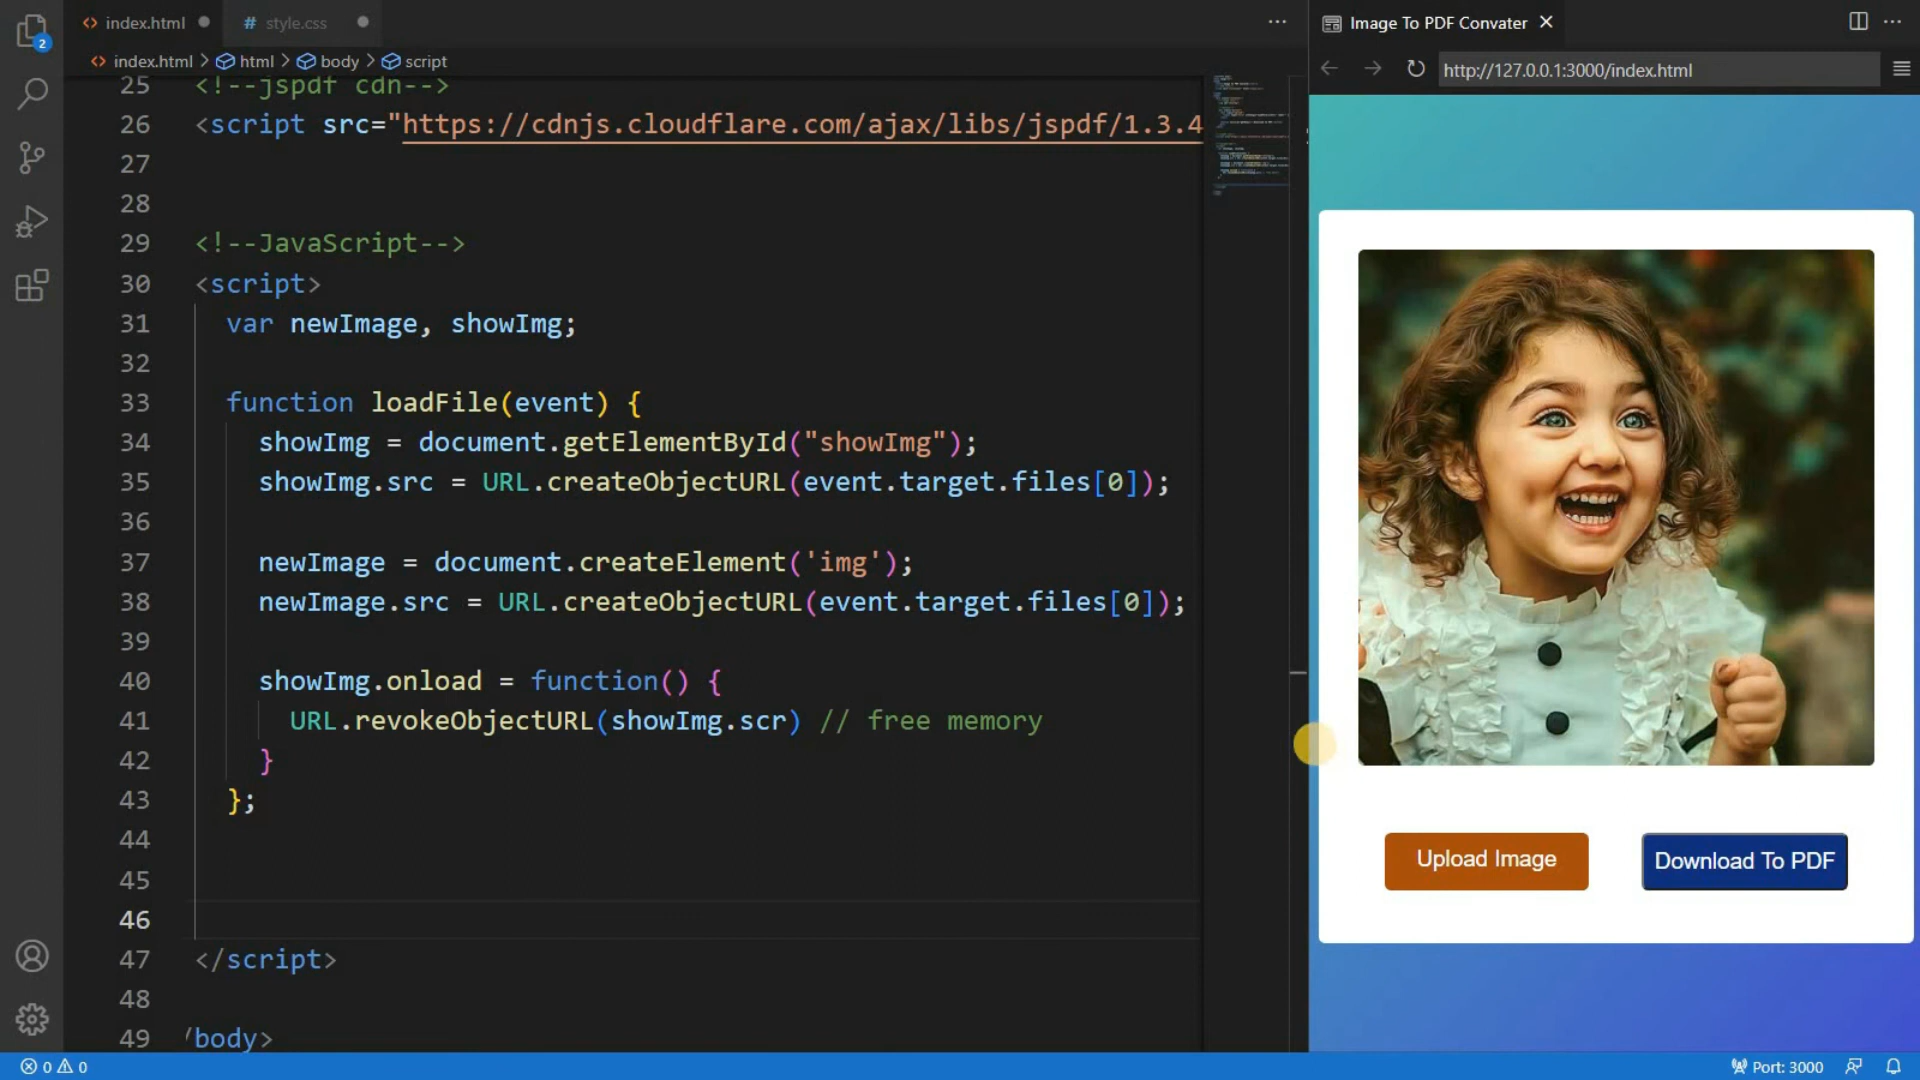 index.html
# style.css
index.html > html > body > script
2
25 <!--jspdf cdn-->
26 <script src="https://cdnjs.cloudflare.com/ajax/libs/jspdf/1.3.4
27
28
29 <!--JavaScript-->
30 <script>
31 var newImage, showImg;
32
33 function loadFile(event) {
34 showImg = document.getElementById("showImg");
35 showImg.src = URL.createObjectURL(event.target.files[0]);
36
37 newImage = document.createElement('img');
38 newImage.src = URL.createObjectURL(event.target.files[0]);
39
40 showImg.onload = function() {
41 URL.revokeObjectURL(showImg.scr) // free memory
42 }
43 };
44
45
46
47 </script>
48
49 /body>
0 0
Image To PDF Convater
http://127.0.0.1:3000/index.html
Upload Image
Download To PDF
Port: 3000